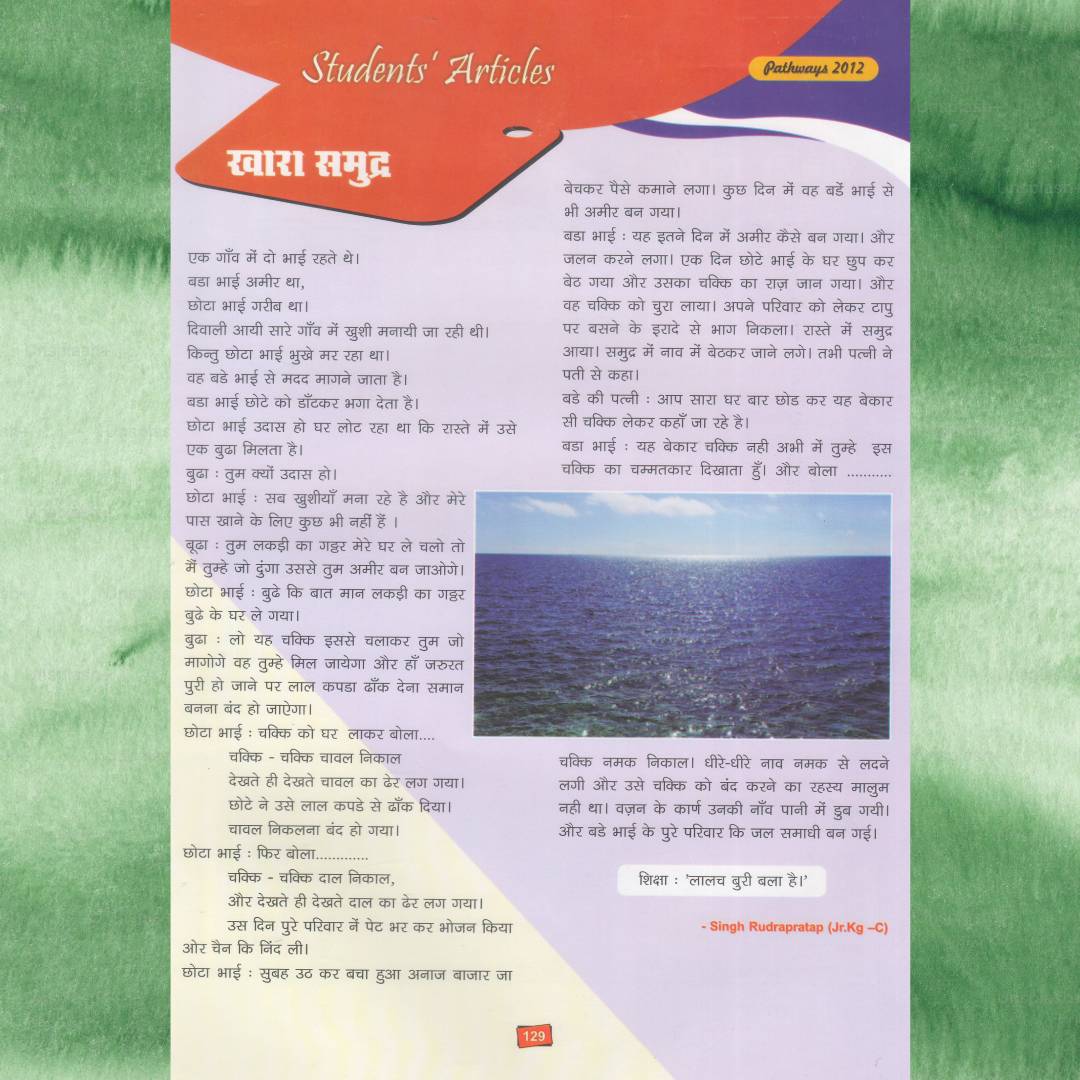 Students' Articles
Pathways 2012
खारा समुद्र
एक गाँव में दो भाई रहते थे।
बडा भाई अमीर था,
छोटा भाई गरीब था।
दिवाली आयी सारे गाँव में खुशी मनायी जा रही थी।
किन्तु छोटा भाई भुखे मर रहा था।
वह बडे भाई से मदद मागने जाता है।
बडा भाई छोटे को डाँटकर भगा देता है।
छोटा भाई उदास हो घर लोट रहा था कि रास्ते में उसे
एक बुढा मिलता है।
बुढा : तुम क्यों उदास हो।
छोटा भाई : सब खुशीयाँ मना रहे है और मेरे
पास खाने के लिए कुछ भी नहीं हैं ।
बूढा : तुम लकड़ी का गठ्ठर मेरे घर ले चलो तो
मैं तुम्हे जो दुंगा उससे तुम अमीर बन जाओगे।
छोटा भाई : बुढे कि बात मान लकड़ी का गठ्ठर
बुढे के घर ले गया।
बुढा : लो यह चक्कि इससे चलाकर तुम जो
मागोगे वह तुम्हे मिल जायेगा और हाँ जरुरत
पुरी हो जाने पर लाल कपडा ढाँक देना समान
बनना बंद हो जाऐगा।
छोटा भाई : चक्कि को घर लाकर बोला....
चक्कि - चक्कि चावल निकाल
देखते ही देखते चावल का ढेर लग गया।
छोटे ने उसे लाल कपडे से ढाँक दिया।
चावल निकलना बंद हो गया।
छोटा भाई : फिर बोला.............
चक्कि - चक्कि दाल निकाल,
और देखते ही देखते दाल का ढेर लग गया।
उस दिन पुरे परिवार नें पेट भर कर भोजन किया
ओर चैन कि निंद ली।
छोटा भाई : सुबह उठ कर बचा हुआ अनाज बाजार जा
बेचकर पैसे कमाने लगा। कुछ दिन में वह बडें भाई से
भी अमीर बन गया।
बडा भाई : यह इतने दिन में अमीर कैसे बन गया। और
जलन करने लगा। एक दिन छोटे भाई के घर छुप कर
बेठ गया और उसका चक्कि का राज़ जान गया। और
वह चक्कि को चुरा लाया। अपने परिवार को लेकर टापु
पर बसने के इरादे से भाग निकला। रास्ते में समुद्र
आया। समुद्र में नाव में बेठकर जाने लगे। तभी पत्नी ने
पती से कहा।
बडे की पत्नी : आप सारा घर बार छोड कर यह बेकार
सी चक्कि लेकर कहाँ जा रहे है।
बडा भाई : यह बेकार चक्कि नही अभी में तुम्हे इस
चक्कि का चम्मतकार दिखाता हुँ। और बोला ...........
चक्कि नमक निकाल। धीरे-धीरे नाव नमक से लदने
लगी और उसे चक्कि को बंद करने का रहस्य मालुम
नही था। वज़न के कार्ण उनकी नाँव पानी में डुब गयी।
और बडे भाई के पुरे परिवार कि जल समाधी बन गई।
शिक्षा : 'लालच बुरी बला है।'
- Singh Rudrapratap (Jr.Kg –C)
129